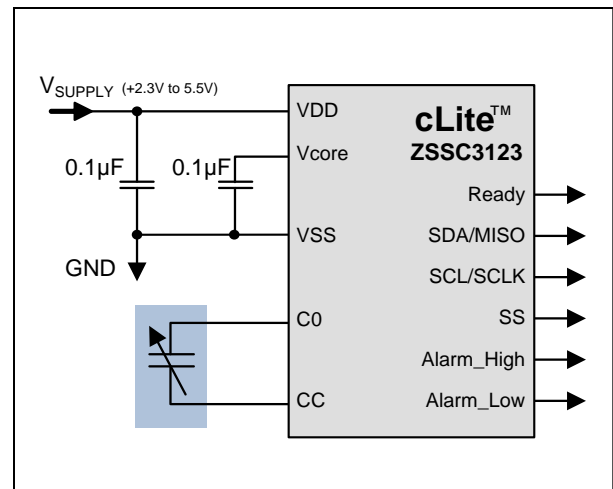 VSUPPLY (+2.3V to 5.5V)
VDD
cLite™
ZSSC3123
Vcore
0.1µF
0.1µF
Ready
VSS
SDA/MISO
GND
SCL/SCLK
C0
SS
Alarm_High
CC
Alarm_Low